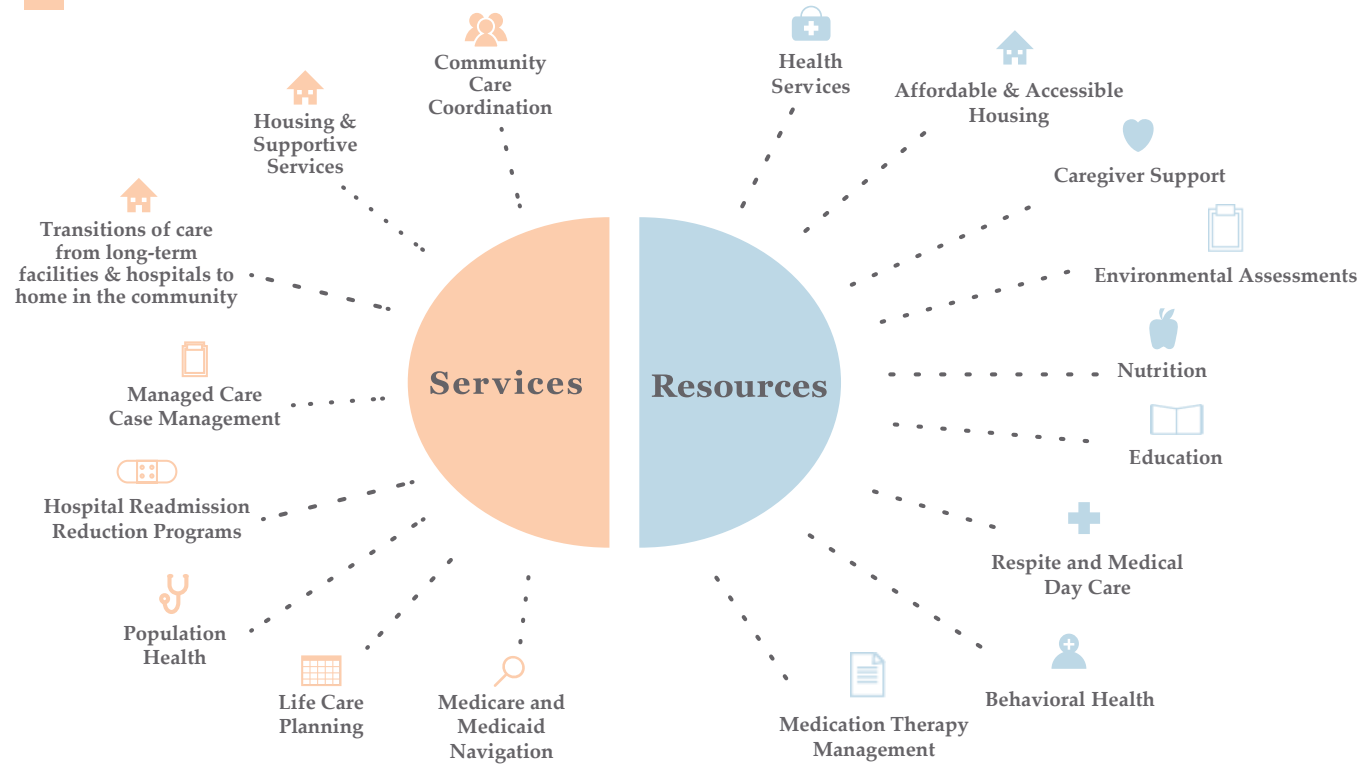 Community
Care
Coordination
Housing &
Supportive
Services
Transitions of care
from long-term
facilities & hospitals to
home in the community
Managed Care
Case Management
Hospital Readmission
Reduction Programs
Population
Health
Life Care
Planning
Medicare and
Medicaid
Navigation
Services
Resources
Health
Services
Affordable & Accessible
Housing
Caregiver Support
Environmental Assessments
Nutrition
Education
Respite and Medical
Day Care
Behavioral Health
Medication Therapy
Management